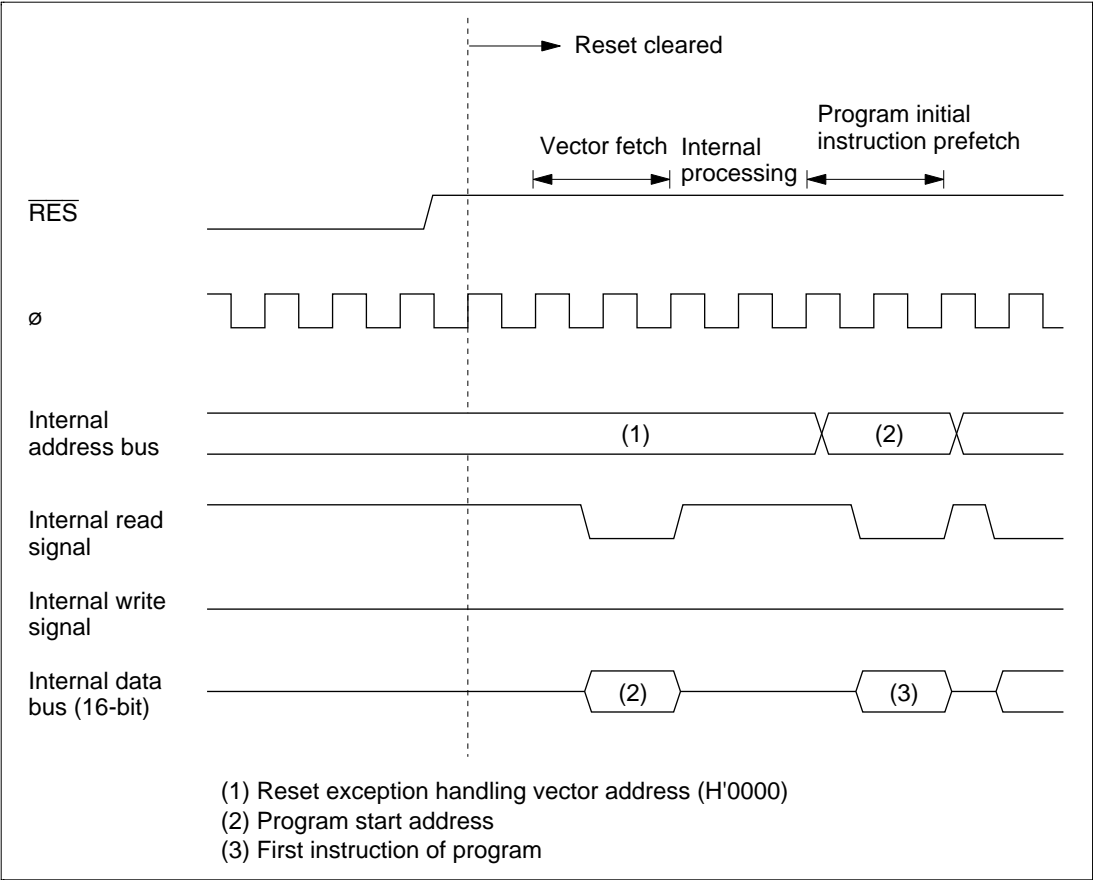 Reset cleared
Program initial
instruction prefetch
Vector fetch
Internal
processing
RES
ø
Internal
address bus
(1)
(2)
Internal read
signal
Internal write
signal
Internal data
bus (16-bit)
(2)
(3)
(1) Reset exception handling vector address (H'0000)
(2) Program start address
(3) First instruction of program